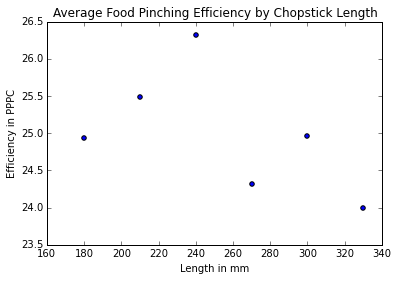 Average Food Pinching Efficiency by Chopstick Length
26.5
26.0
25.5
25.0
24.5
24.0
23.5
Efficiency in PPPC
160 180 200 220 240 260 280 300 320 340
Length in mm